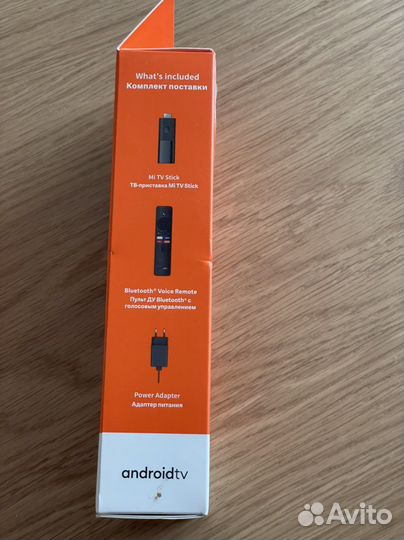 What's included
Комплект поставки
Mi TV Stick
ТВ-приставка Mi TV Stick
Bluetooth® Voice Remote
Пульт ДУ Bluetooth® с
голосовым управлением
Power Adapter
Адаптер питания
androidtv
Avito